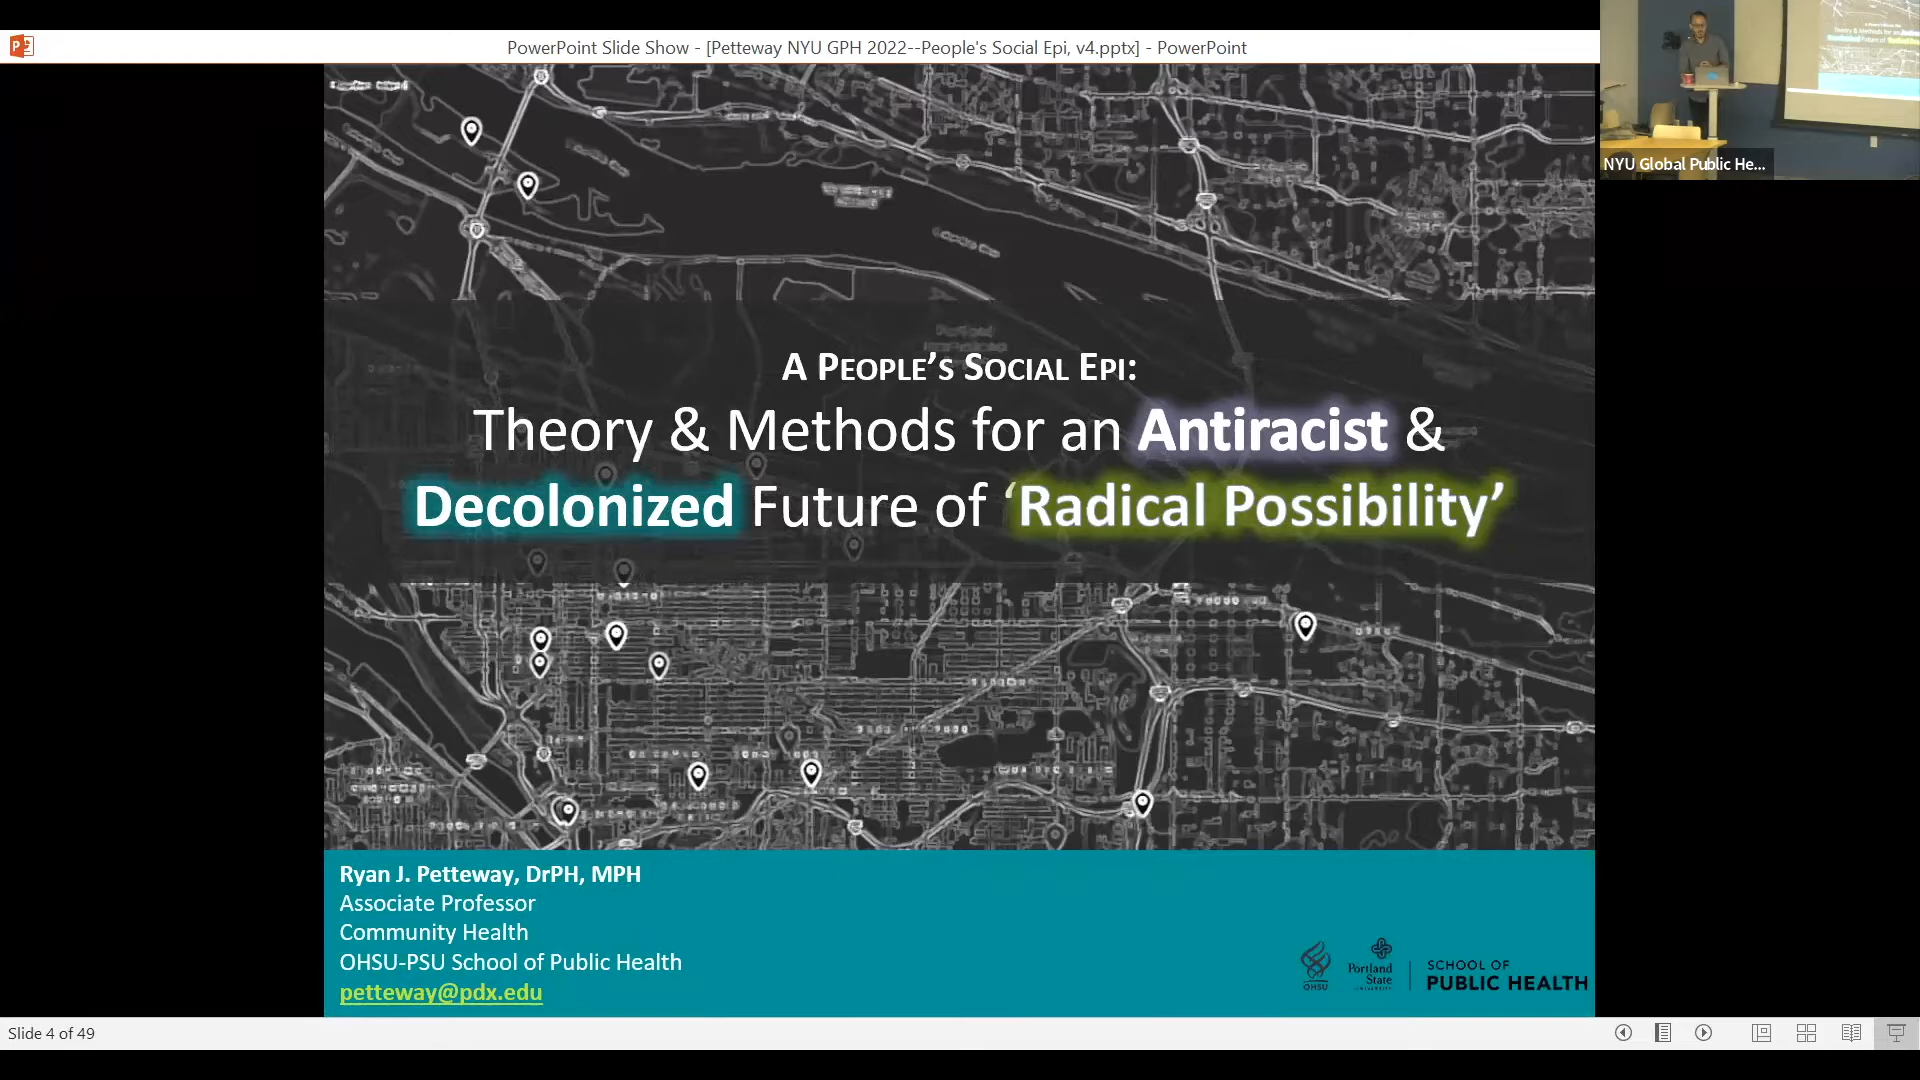 PowerPoint Slide Show - [Petteway NYU GPH 2022--People's Social Epi, v4.pptx] - PowerPoint
NYU Global Public He...
A PEOPLE'S SOCIAL EPI:
Theory & Methods for an Antiracist &
Decolonized Future of ‘Radical Possibility’
Ryan J. Petteway, DrPH, MPH
Associate Professor
Community Health
OHSU-PSU School of Public Health
petteway@pdx.edu
OHSU
Portland
State
UNIVERSITY
SCHOOL OF
PUBLIC HEALTH
Slide 4 of 49